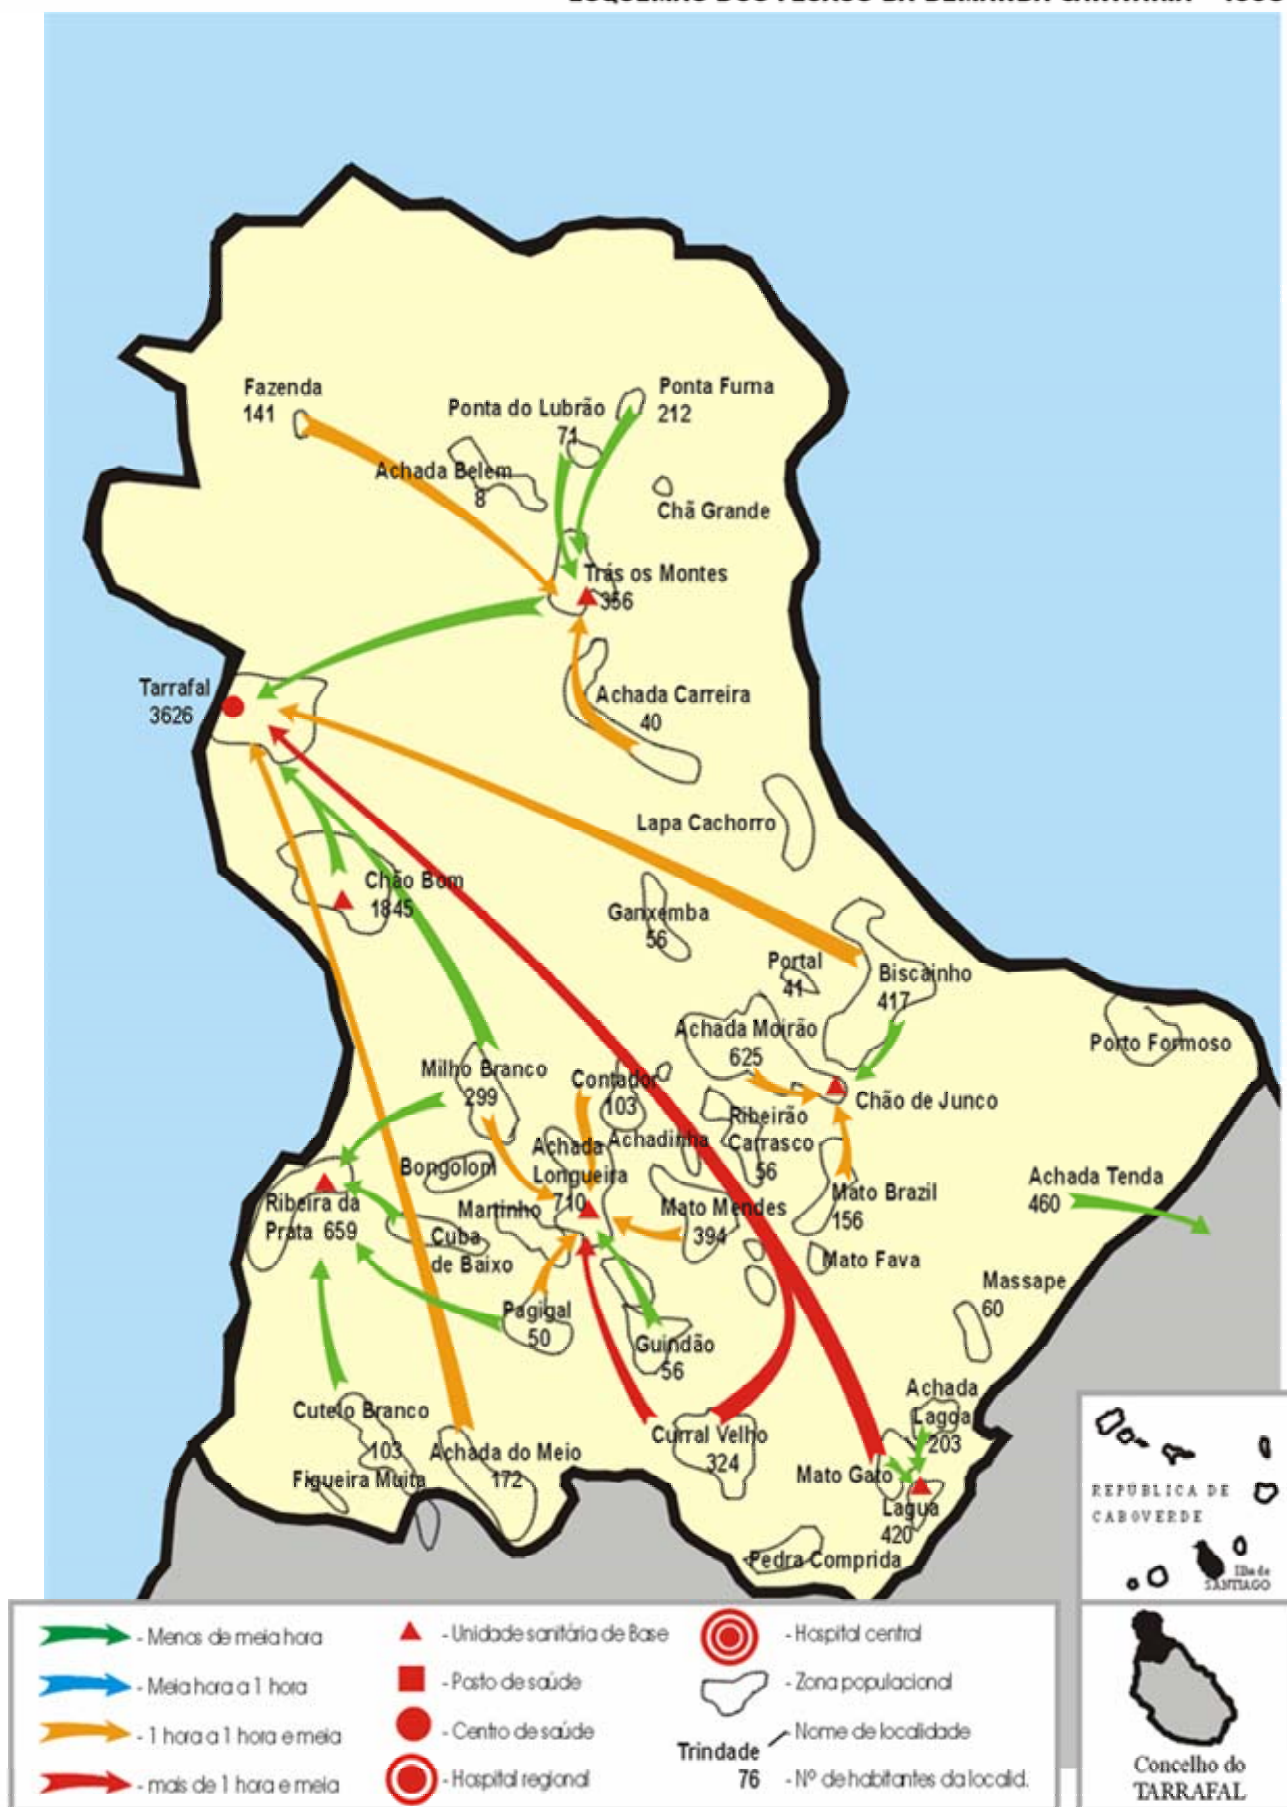 Fazenda
141
Ponta do Lubrão
71
Ponta Furna
212
Achada Belem
8
Chã Grande
Trás os Montes
356
Tarrafal
3626
Achada Carreira
40
Lapa Cachorro
Chão Bom
1845
Ganxemba
56
Portal
41
Biscainho
417
Achada Moirão
625
Porto Formoso
Milho Branco
299
Contador
103
Chão de Junco
Ribeirão
Carrasco
56
Achada
Longueira
710
Achadinha
Bongolom
Martinho
Mato Mendes
394
Mato Brazil
156
Achada Tenda
460
Ribeira da
Prata 659
Cuba
de Baixo
Mato Fava
Massape
60
Pagigal
50
Guindão
56
Cutelo Branco
103
Achada do Meio
172
Figueira Muita
Curral Velho
324
Achada
Lagoa
203
Mato Gato
Lagua
420
Pedra Comprida
REPÚBLICA DE
CABOVERDE
Ilha de
SANTIAGO
- Menos de meia hora
- Meia hora a 1 hora
- 1 hora a 1 hora e meia
- mais de 1 hora e meia
- Unidade sanitária de Base
- Posto de saúde
- Centro de saúde
- Hospital regional
- Hospital central
- Zona populacional
- Nome de localidade
Trindade
76 - Nº de habitantes da localid.
Concelho do
TARRAFAL